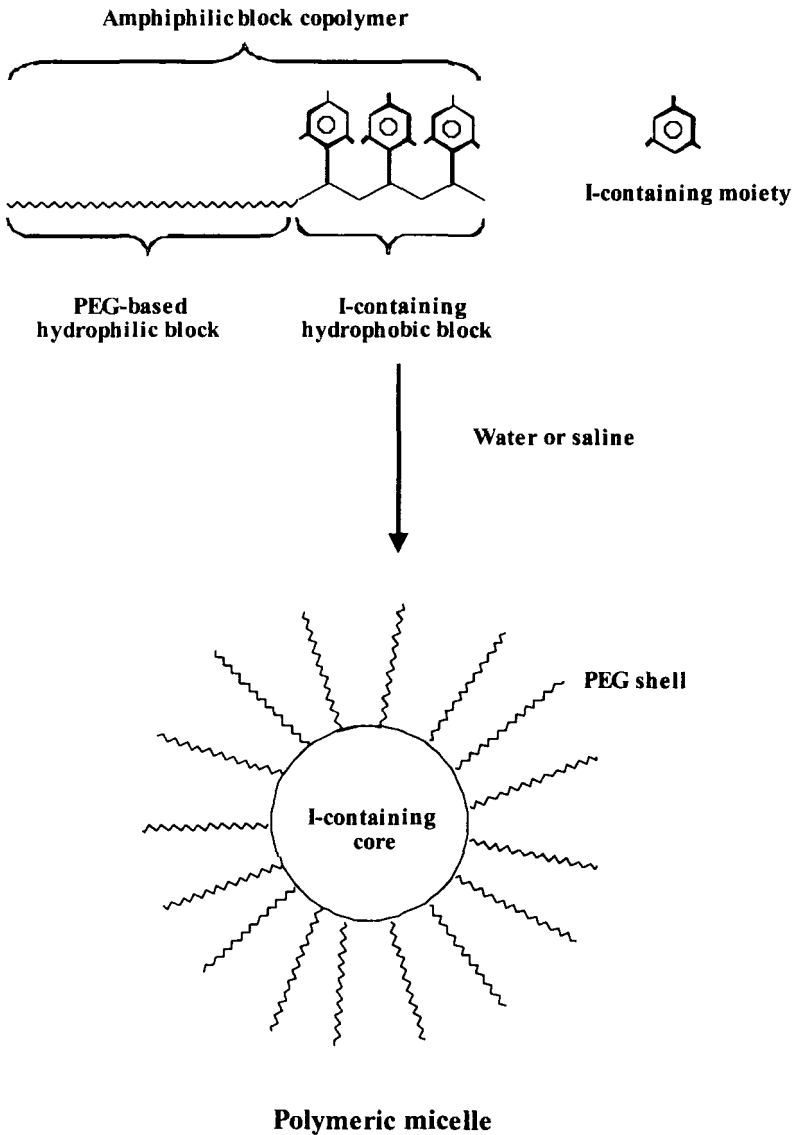 Amphiphilic block copolymer
I-containing moiety
PEG-based
hydrophilic block
I-containing
hydrophobic block
Water or saline
PEG shell
I-containing
core
Polymeric micelle